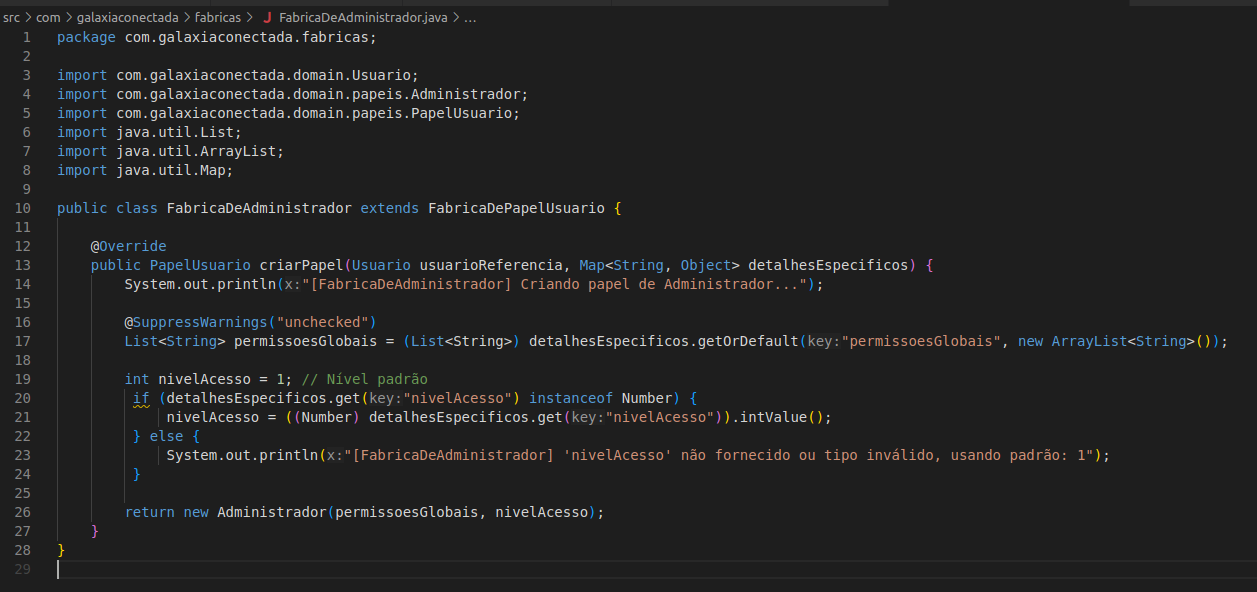 src > com > galaxiaconectada > fabricas > J FabricaDeAdministrador.java > ...
1 package com.galaxiaconectada.fabricas;
2
3 import com.galaxiaconectada.domain.Usuario;
4 import com.galaxiaconectada.domain.papeis.Administrador;
5 import com.galaxiaconectada.domain.papeis.PapelUsuario;
6 import java.util.List;
7 import java.util.ArrayList;
8 import java.util.Map;
9
10 public class FabricaDeAdministrador extends FabricaDePapelUsuario {
11
12 @Override
13 public PapelUsuario criarPapel(Usuario usuarioReferencia, Map<String, Object> detalhesEspecificos) {
14 System.out.println(x:"[FabricaDeAdministrador] Criando papel de Administrador...");
15
16 @SuppressWarnings("unchecked")
17 List<String> permissoesGlobais = (List<String>) detalhesEspecificos.getOrDefault(key:"permissoesGlobais", new ArrayList<String>());
18
19 int nivelAcesso = 1; // Nível padrão
20 if (detalhesEspecificos.get(key:"nivelAcesso") instanceof Number) {
21 nivelAcesso = ((Number) detalhesEspecificos.get(key:"nivelAcesso")).intValue();
22 } else {
23 System.out.println(x:"[FabricaDeAdministrador] 'nivelAcesso' não fornecido ou tipo inválido, usando padrão: 1");
24 }
25
26 return new Administrador(permissoesGlobais, nivelAcesso);
27 }
28 }
29